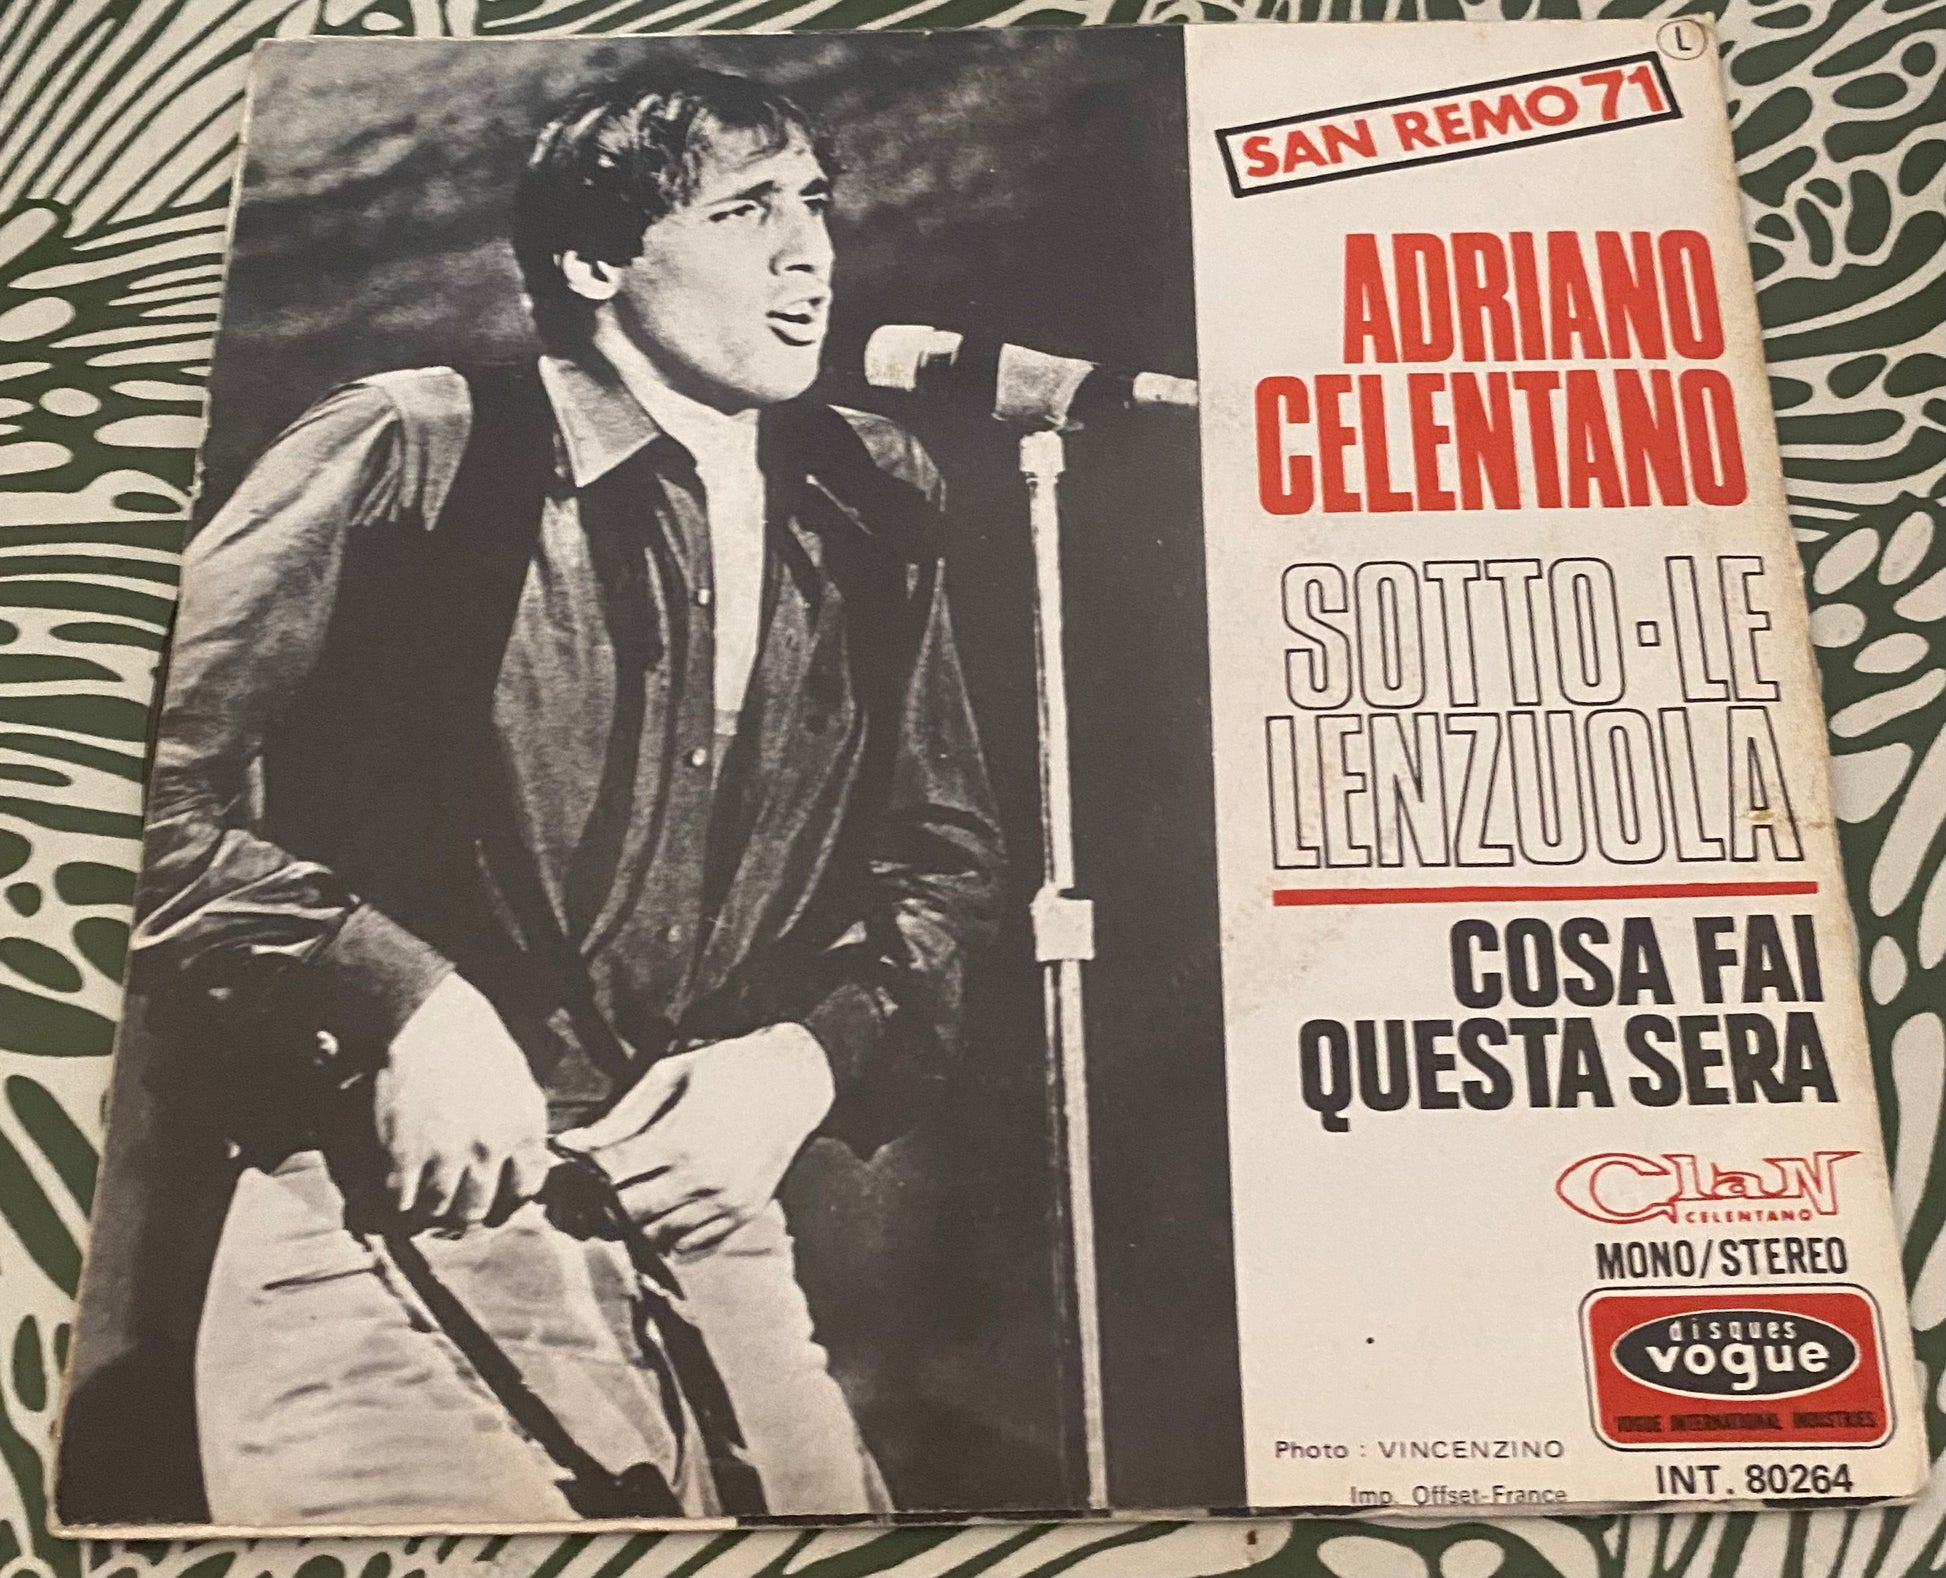 L
SAN REMO 71
ADRIANO
CELENTANO
SOTTO·LE
LENZUOLA
COSA FAI
QUESTA SERA
Clan
CELENTANO
MONO/STEREO
disques
vogue
VOGUE INTERNATIONAL INDUSTRIES
Photo : VINCENZINO
INT. 80264
Imp. Offset-France